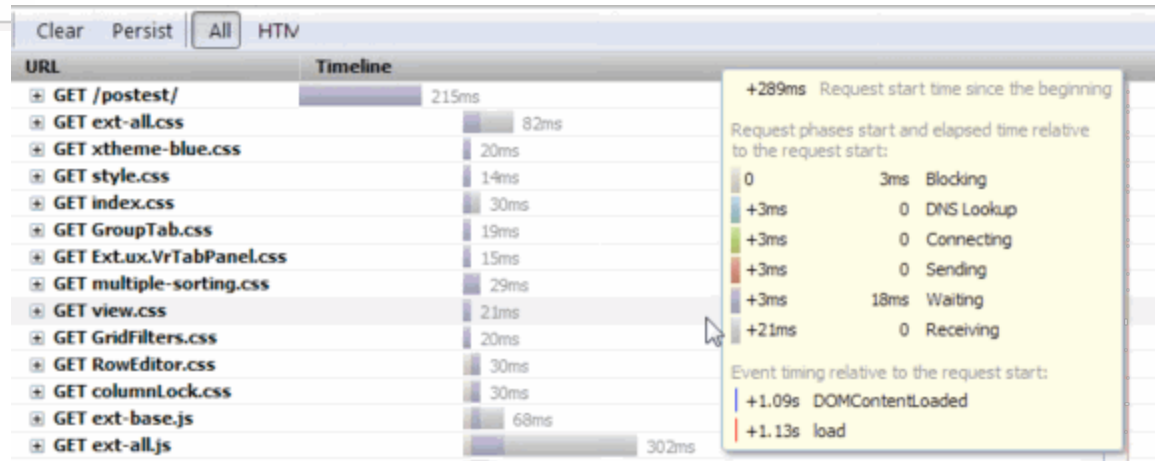 Clear Persist All HTM
URL Timeline
GET /postest/ 215ms
GET ext-all.css 82ms
GET xtheme-blue.css 20ms
GET style.css 14ms
GET index.css 30ms
GET GroupTab.css 19ms
GET Ext.ux.VrTabPanel.css 15ms
GET multiple-sorting.css 29ms
GET view.css 21ms
GET GridFilters.css 20ms
GET RowEditor.css 30ms
GET columnLock.css 30ms
GET ext-base.js 68ms
GET ext-all.js 302ms
+289ms Request start time since the beginning
Request phases start and elapsed time relative
to the request start:
0 3ms Blocking
+3ms 0 DNS Lookup
+3ms 0 Connecting
+3ms 0 Sending
+3ms 18ms Waiting
+21ms 0 Receiving
Event timing relative to the request start:
+1.09s DOMContentLoaded
+1.13s load